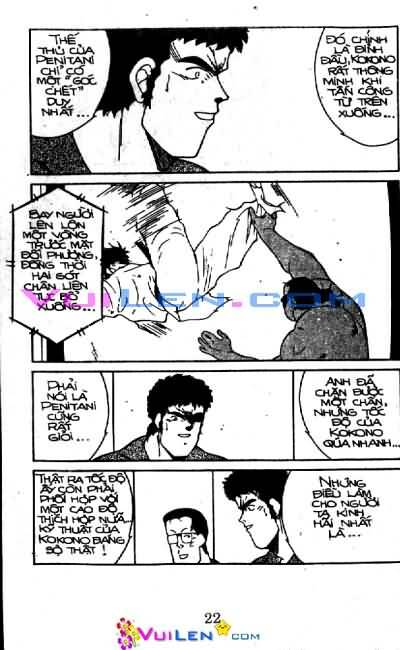 THẾ
THỦ CỦA
PENITANI
CHỈ CÓ
MỘT "GÓC
CHẾT"
DUY
NHẤT...
ĐÓ CHÍNH
LÀ ĐỈNH
ĐẦU, KOKONO
RẤT THÔNG
MINH KHI
TẤN CÔNG
TỪ TRÊN
XUỐNG...
BAY NGƯỜI
LÊN LỘN
MỘT VÒNG
TRƯỚC MẶT
ĐỐI PHƯƠNG,
ĐỒNG THỜI
HAI GÓT
CHÂN LIỀN
XUỐNG...
VUILEN.COM
PHẢI
NÓI LÀ
PENITANI
CŨNG
RẤT
GIỎI...
ANH ĐÃ
CHẶN ĐƯỢC
MỘT CHÂN,
NHƯNG TỐC
ĐỘ CỦA
KOKONO
QÚA NHANH...
THẬT RA TỐC ĐỘ
ẤY CÒN PHẢI
PHỐI HỢP VỚI
MỘT CAO ĐỘ
THÍCH HỢP NỮA...
KỸ THUẬT CỦA
KOKONO ĐÁNG
SỢ THẬT!
NHƯNG
ĐIỀU LÀM
CHO NGƯỜI
TA KINH
HÃI NHẤT
LÀ...
22
VUILEN.COM